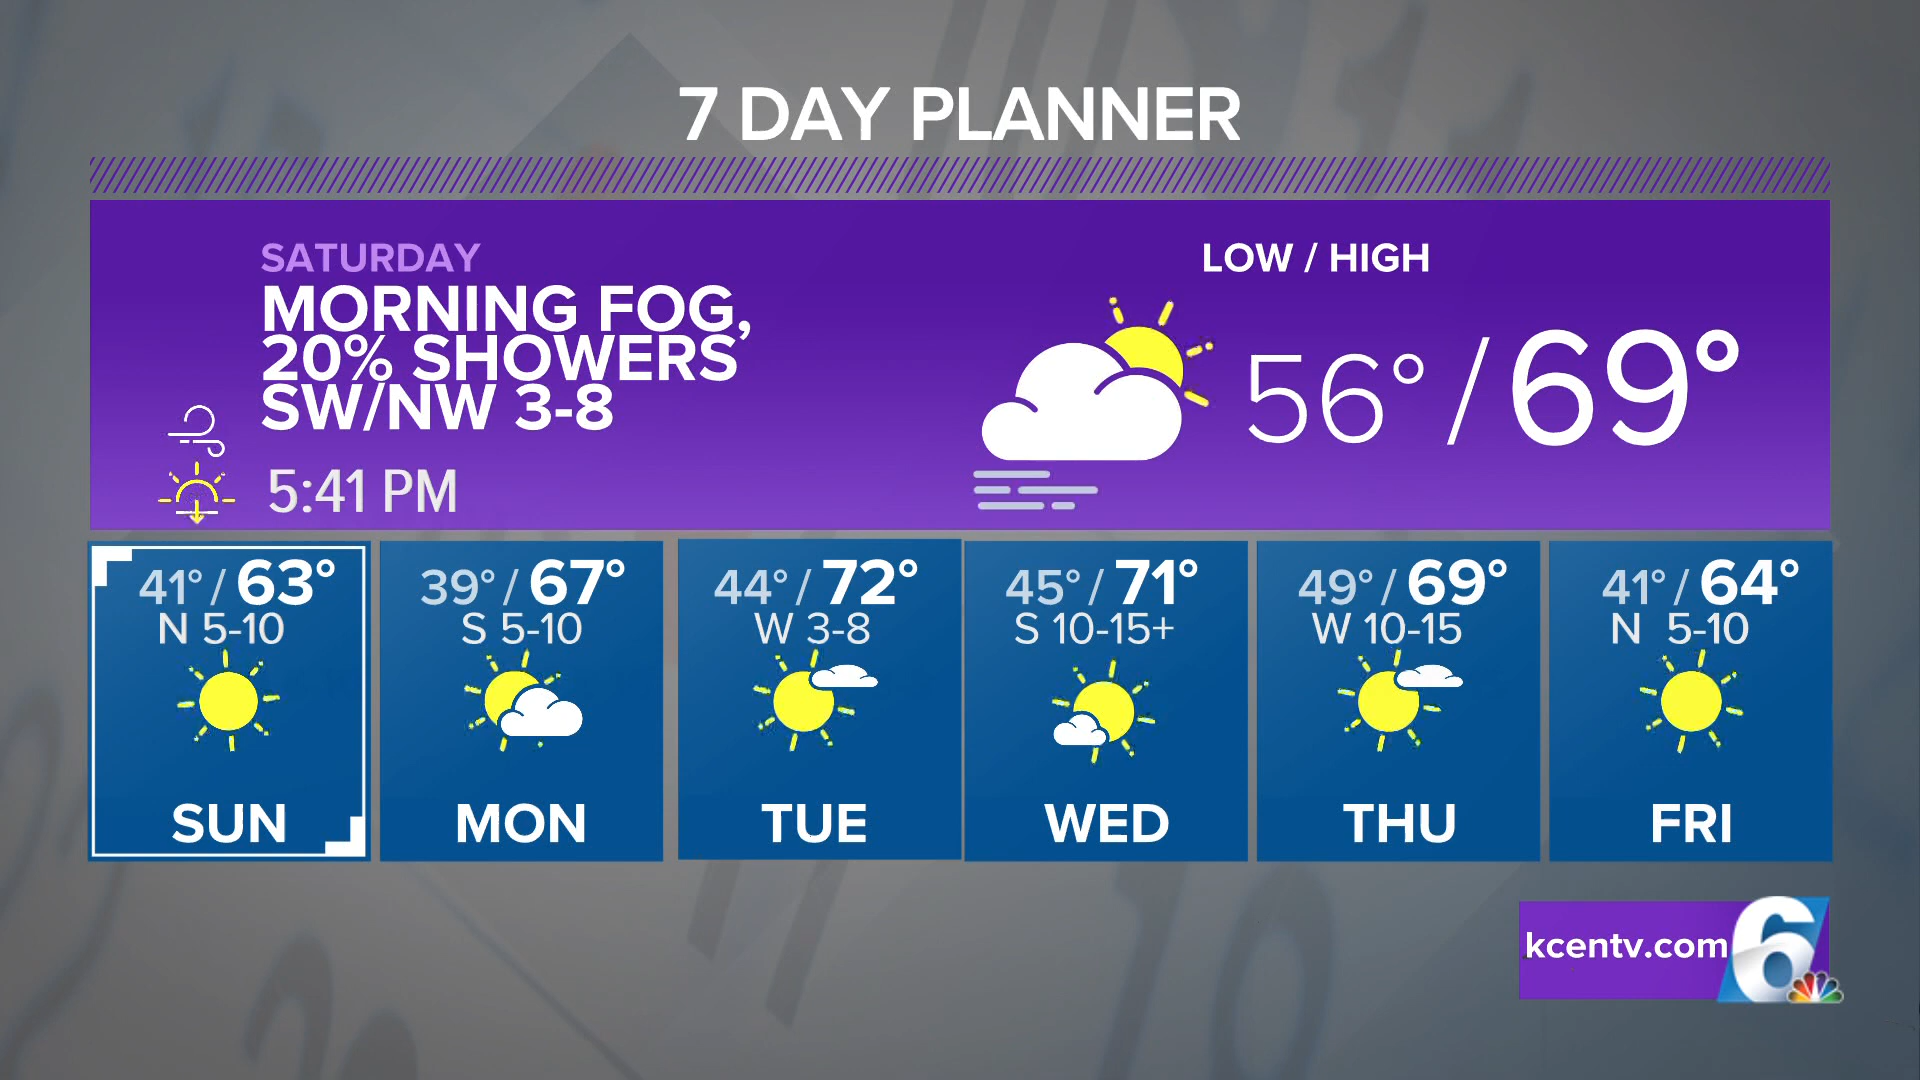 7 DAY PLANNER
SATURDAY
MORNING FOG,
20% SHOWERS
SW/NW 3-8
5:41 PM
LOW / HIGH
56° / 69°
41° / 63°
N 5-10
SUN
39° / 67°
S 5-10
MON
44° / 72°
W 3-8
TUE
45° / 71°
S 10-15+
WED
49° / 69°
W 10-15
THU
41° / 64°
N 5-10
FRI
kcentv.com
6